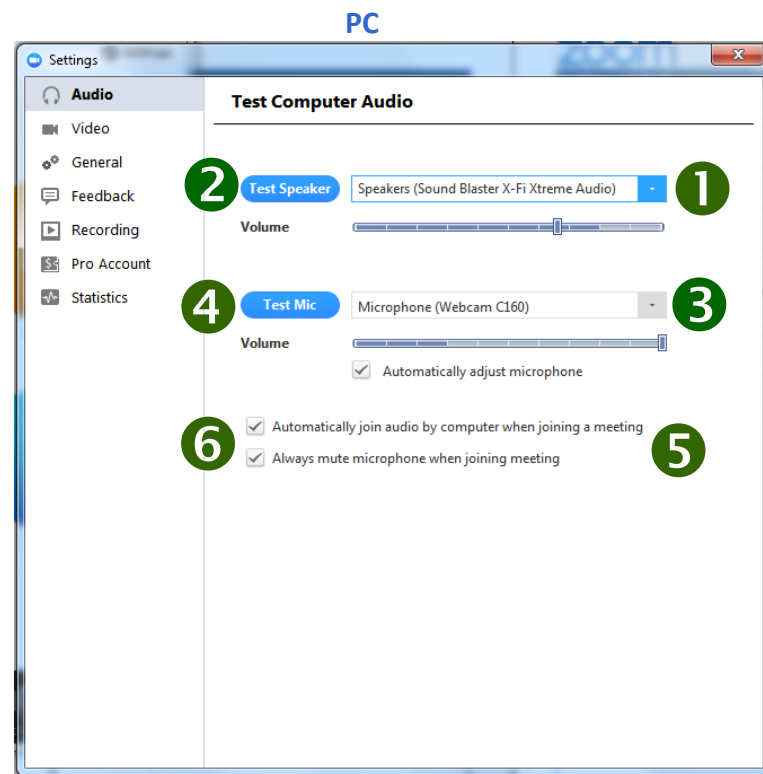 PC
Settings
zoom
Audio
Test Computer Audio
Video
General
2 Test Speaker Speakers (Sound Blaster X-Fi Xtreme Audio) 1
Feedback
Recording
Volume
Pro Account
Statistics
4 Test Mic Microphone (Webcam C160) 3
Volume
Automatically adjust microphone
6 Automatically join audio by computer when joining a meeting
Always mute microphone when joining meeting 5